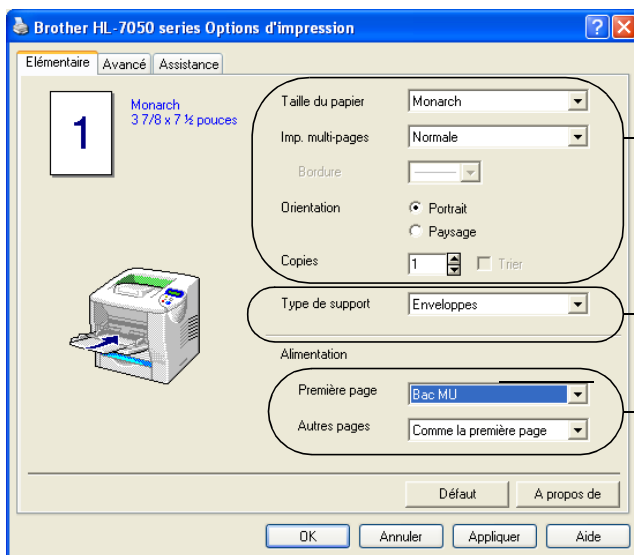 Brother HL-7050 series Options d'impression
Elémentaire Avancé Assistance
1
Monarch
3 7/8 x 7 ½ pouces
Taille du papier Monarch
Imp. multi-pages Normale
Bordure
Orientation Portrait
Paysage
Copies 1 Trier
Type de support Enveloppes
Alimentation
Première page Bac MU
Autres pages Comme la première page
Défaut A propos de
OK Annuler Appliquer Aide